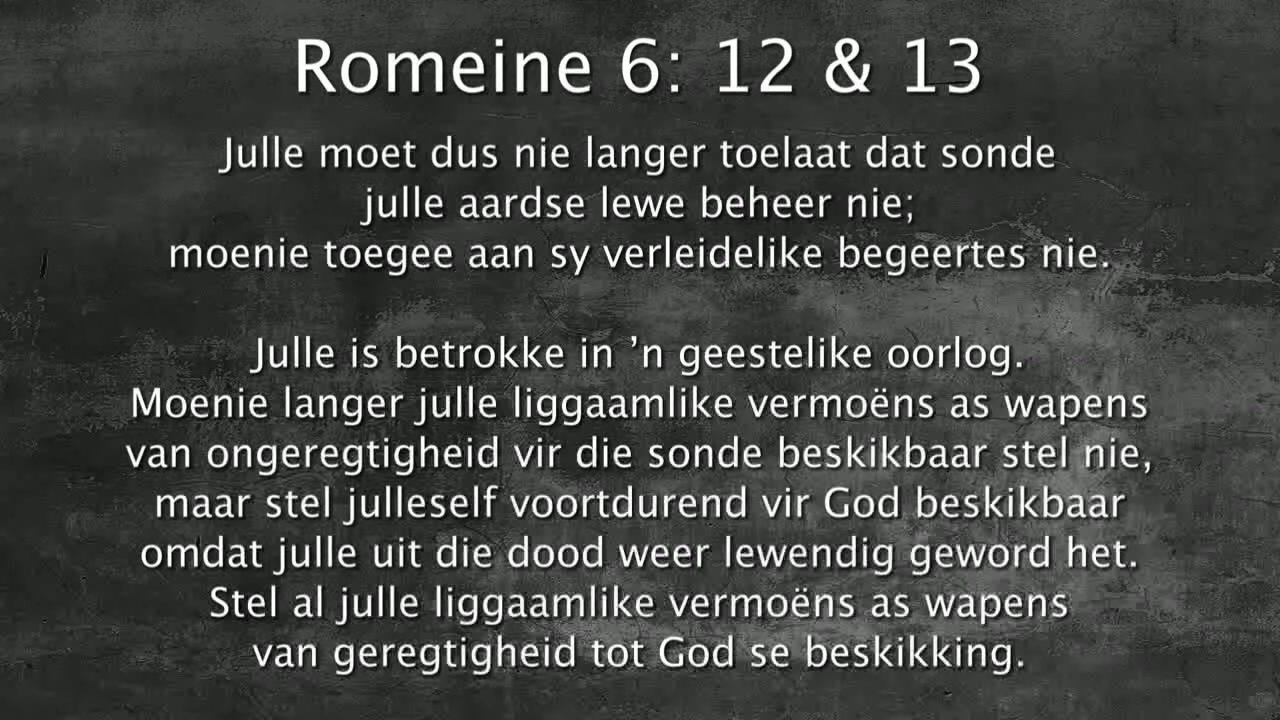 Romeine 6: 12 & 13
Julle moet dus nie langer toelaat dat sonde
julle aardse lewe beheer nie;
moenie toegee aan sy verleidelike begeertes nie.
Julle is betrokke in ’n geestelike oorlog.
Moenie langer julle liggaamlike vermoëns as wapens
van ongeregtigheid vir die sonde beskikbaar stel nie,
maar stel julleself voortdurend vir God beskikbaar
omdat julle uit die dood weer lewendig geword het.
Stel al julle liggaamlike vermoëns as wapens
van geregtigheid tot God se beskikking.